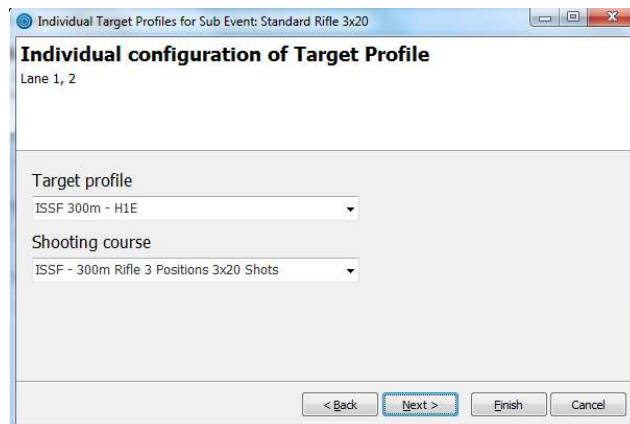 Individual Target Profiles for Sub Event: Standard Rifle 3x20
Individual configuration of Target Profile
Lane 1, 2
Target profile
ISSF 300m - H1E
Shooting course
ISSF - 300m Rifle 3 Positions 3x20 Shots
< Back Next > Finish Cancel